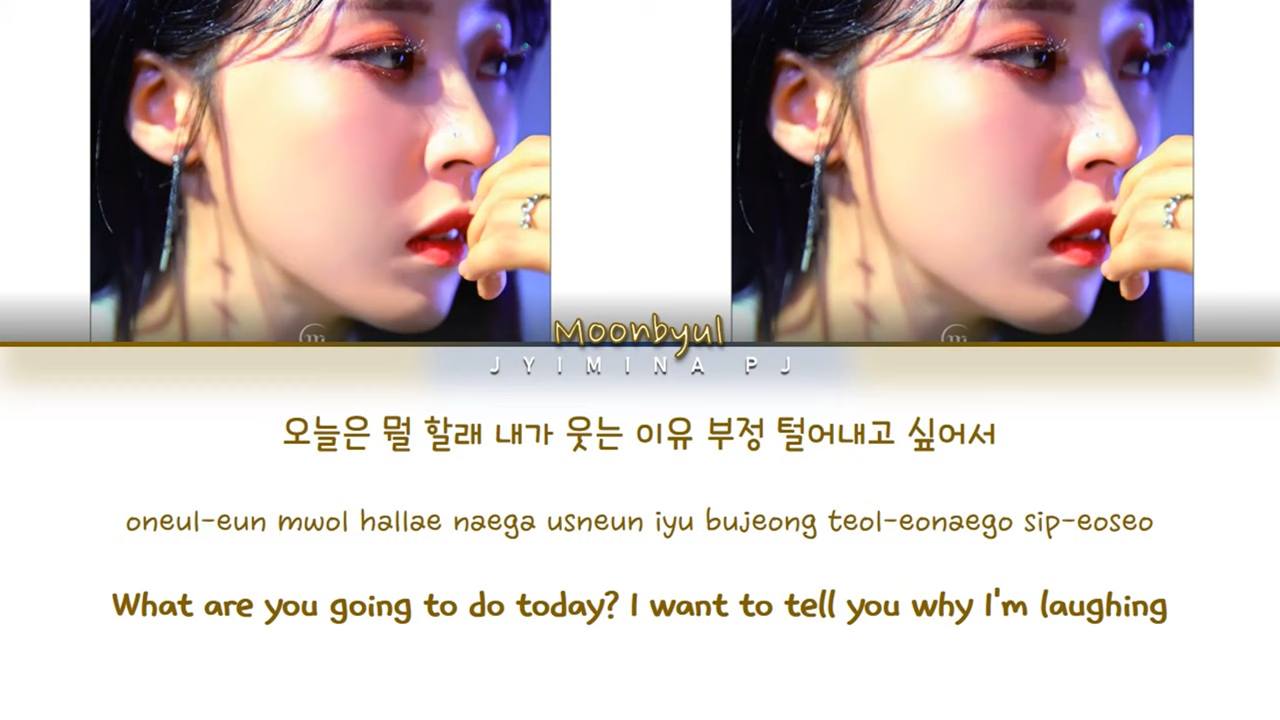 Moonbyul
JYIMINA PJ
오늘은 뭘 할래 내가 웃는 이유 부정 털어내고 싶어서
oneul-eun mwol hallae naega usneun iyu bujeong teol-eonaego sip-eoseo
What are you going to do today? I want to tell you why I'm laughing